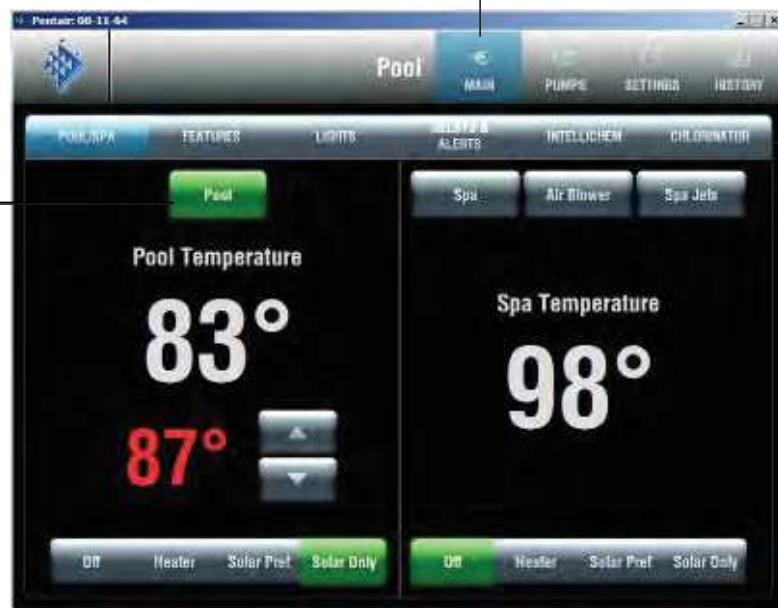 Pentair: 00-11-64
Pool
MAIN PUMPS SETTINGS HISTORY
POOL/SPA FEATURES LIGHTS ALERTS INTELLICHEM CHLORINATOR
Pool
Spa Air Blower Spa Jets
Pool Temperature
83°
87°
Spa Temperature
98°
Off Heater Solar Pref Solar Only
Off Heater Solar Pref Solar Only